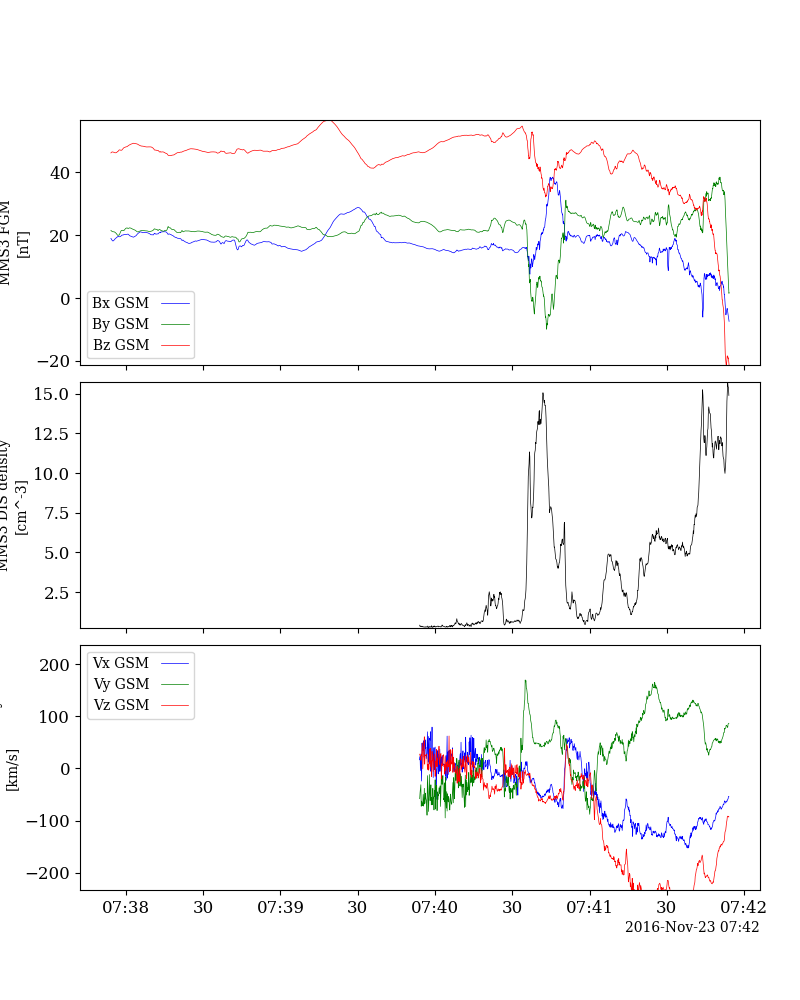 MMS3 FGM
[nT]
40
20
0
−20
Bx GSM
By GSM
Bz GSM
MMS3 DIS density
[cm^-3]
15.0
12.5
10.0
7.5
5.0
2.5
[km/s]
200
100
0
−100
−200
Vx GSM
Vy GSM
Vz GSM
07:38 30 07:39 30 07:40 30 07:41 30 07:42
2016-Nov-23 07:42